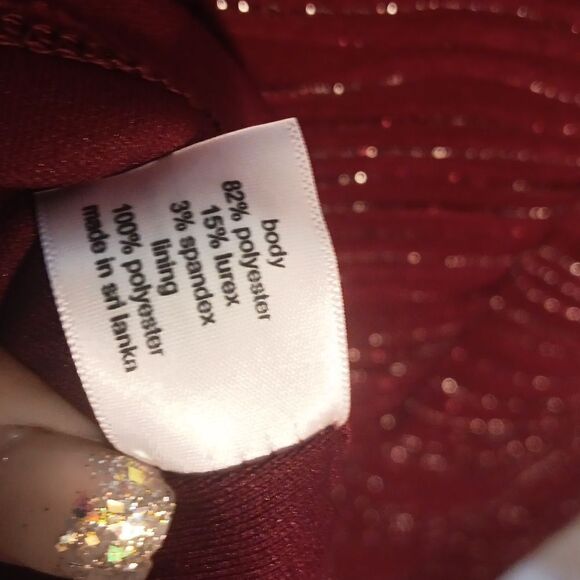 body
82% polyester
15% lurex
3% spandex
lining
100% polyester
made in sri lanka